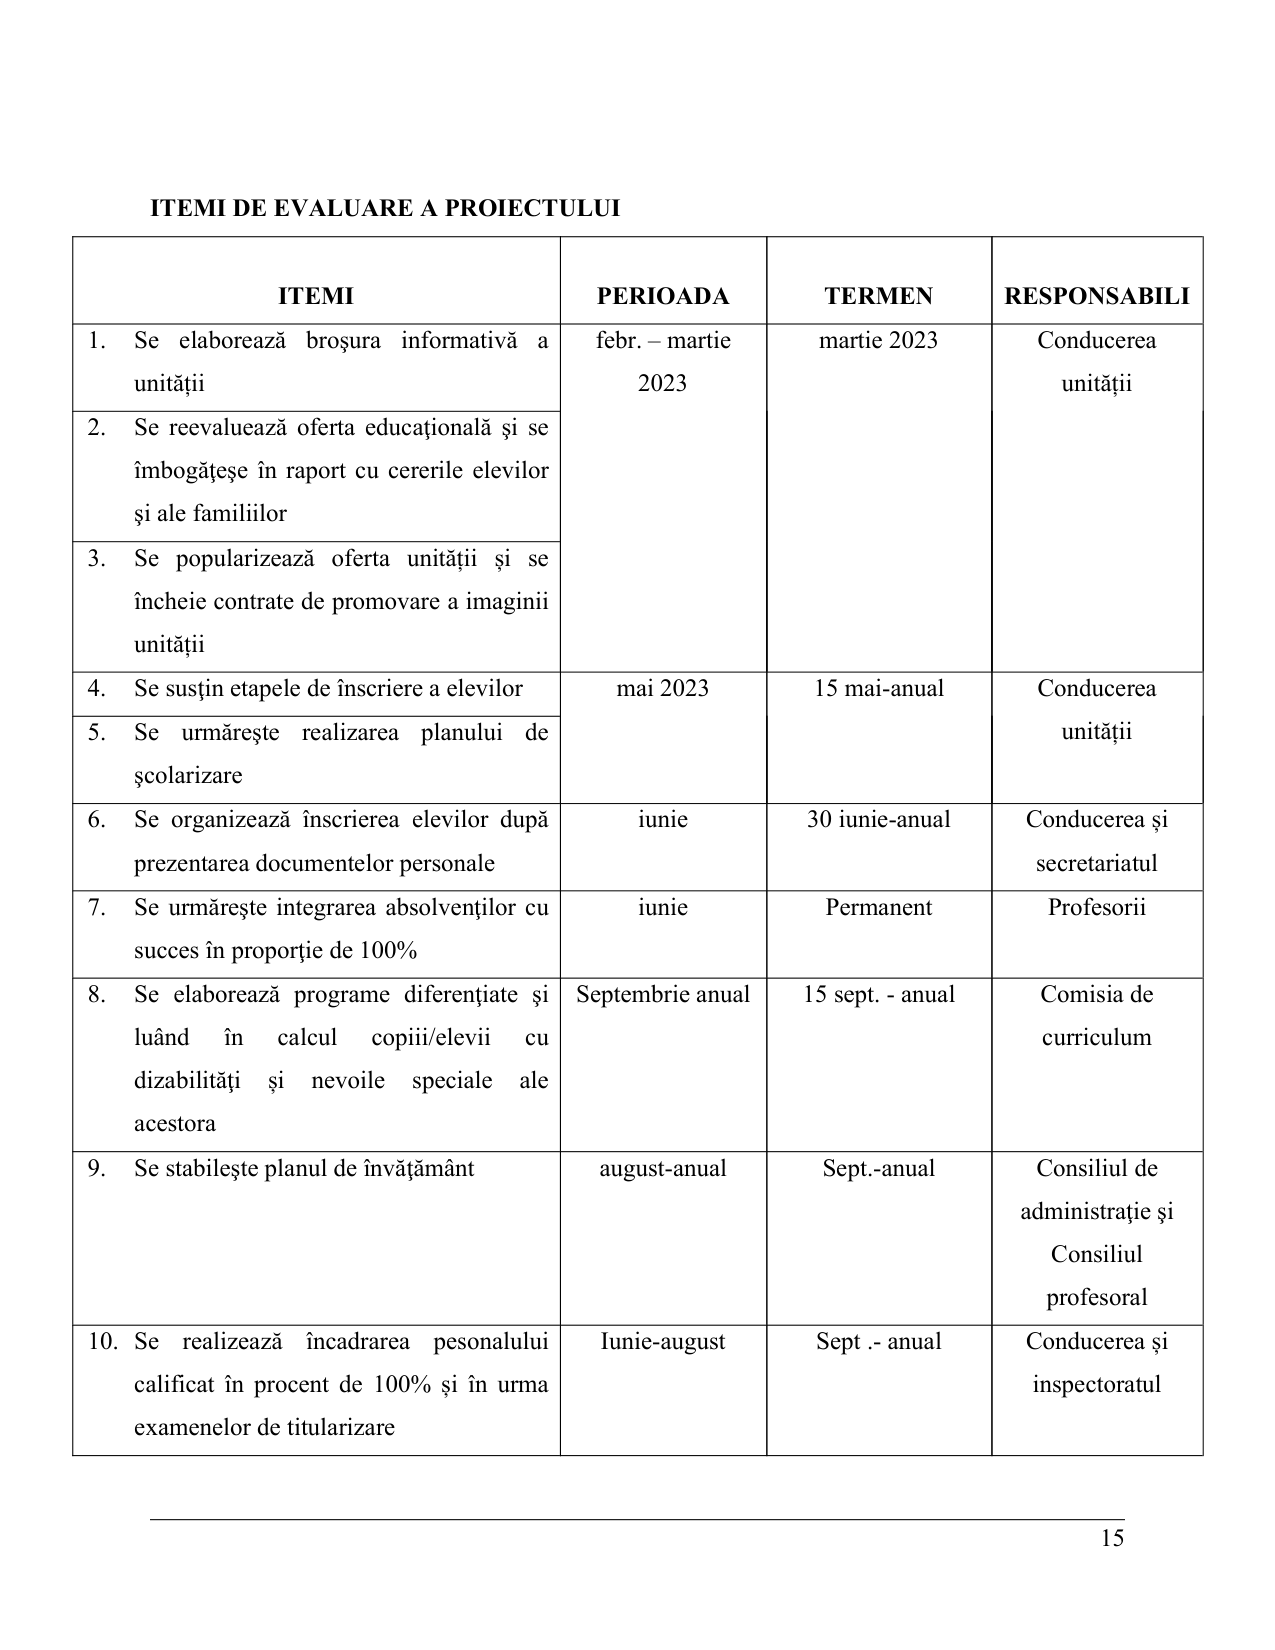 ITEMI DE EVALUARE A PROIECTULUI
ITEMI PERIOADA TERMEN RESPONSABILI
1. Se elaborează broşura informativă a febr. – martie martie 2023 Conducerea
unității 2023 unității
2. Se reevaluează oferta educaţională şi se
îmbogăţeşe în raport cu cererile elevilor
şi ale familiilor
3. Se popularizează oferta unității și se
încheie contrate de promovare a imaginii
unității
4. Se susţin etapele de înscriere a elevilor mai 2023 15 mai-anual Conducerea
unității
5. Se urmăreşte realizarea planului de
şcolarizare
6. Se organizează înscrierea elevilor după iunie 30 iunie-anual Conducerea și
prezentarea documentelor personale secretariatul
7. Se urmăreşte integrarea absolvenţilor cu iunie Permanent Profesorii
succes în proporţie de 100%
8. Se elaborează programe diferenţiate şi Septembrie anual 15 sept. - anual Comisia de
luând în calcul copiii/elevii cu curriculum
dizabilităţi și nevoile speciale ale
acestora
9. Se stabileşte planul de învăţământ august-anual Sept.-anual Consiliul de
administraţie şi
Consiliul
profesoral
10. Se realizează încadrarea pesonalului Iunie-august Sept .- anual Conducerea și
calificat în procent de 100% și în urma inspectoratul
examenelor de titularizare
15